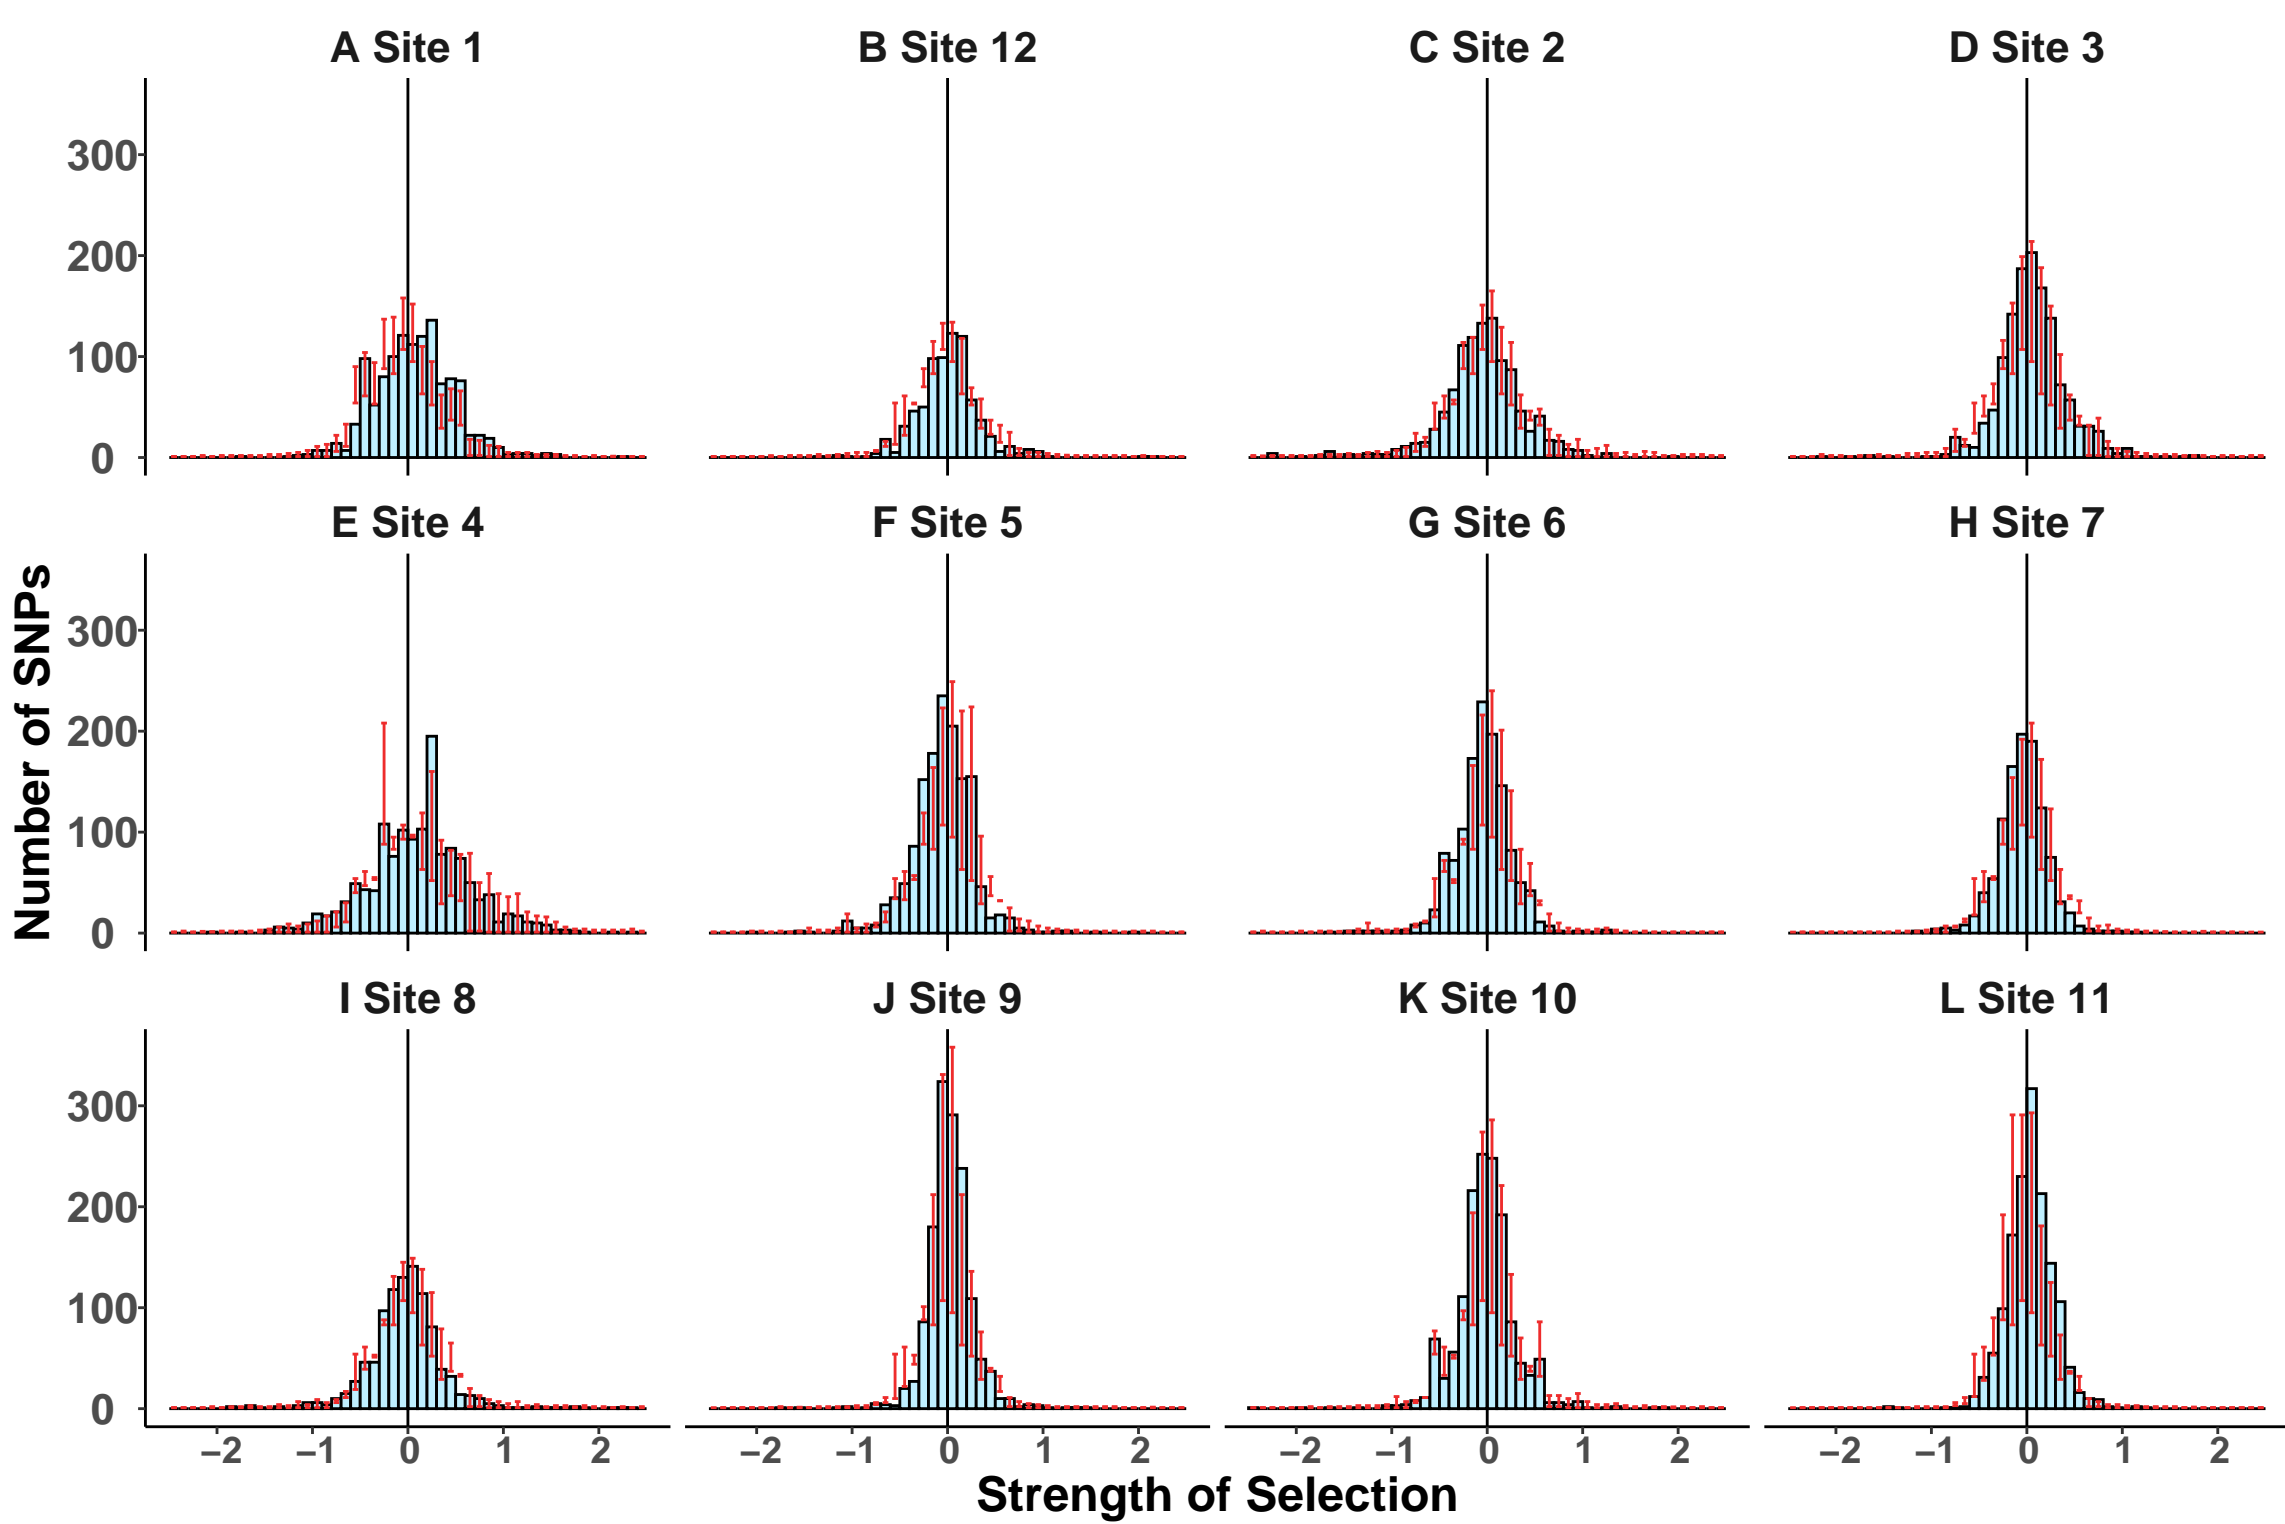 A Site 1
B Site 12
C Site 2
D Site 3
300
200
100
0
E Site 4
F Site 5
G Site 6
H Site 7
Number of SNPs
300
200
100
0
I Site 8
J Site 9
K Site 10
L Site 11
300
200
100
0
−2 −1 0 1 2
−2 −1 0 1 2
−2 −1 0 1 2
−2 −1 0 1 2
Strength of Selection